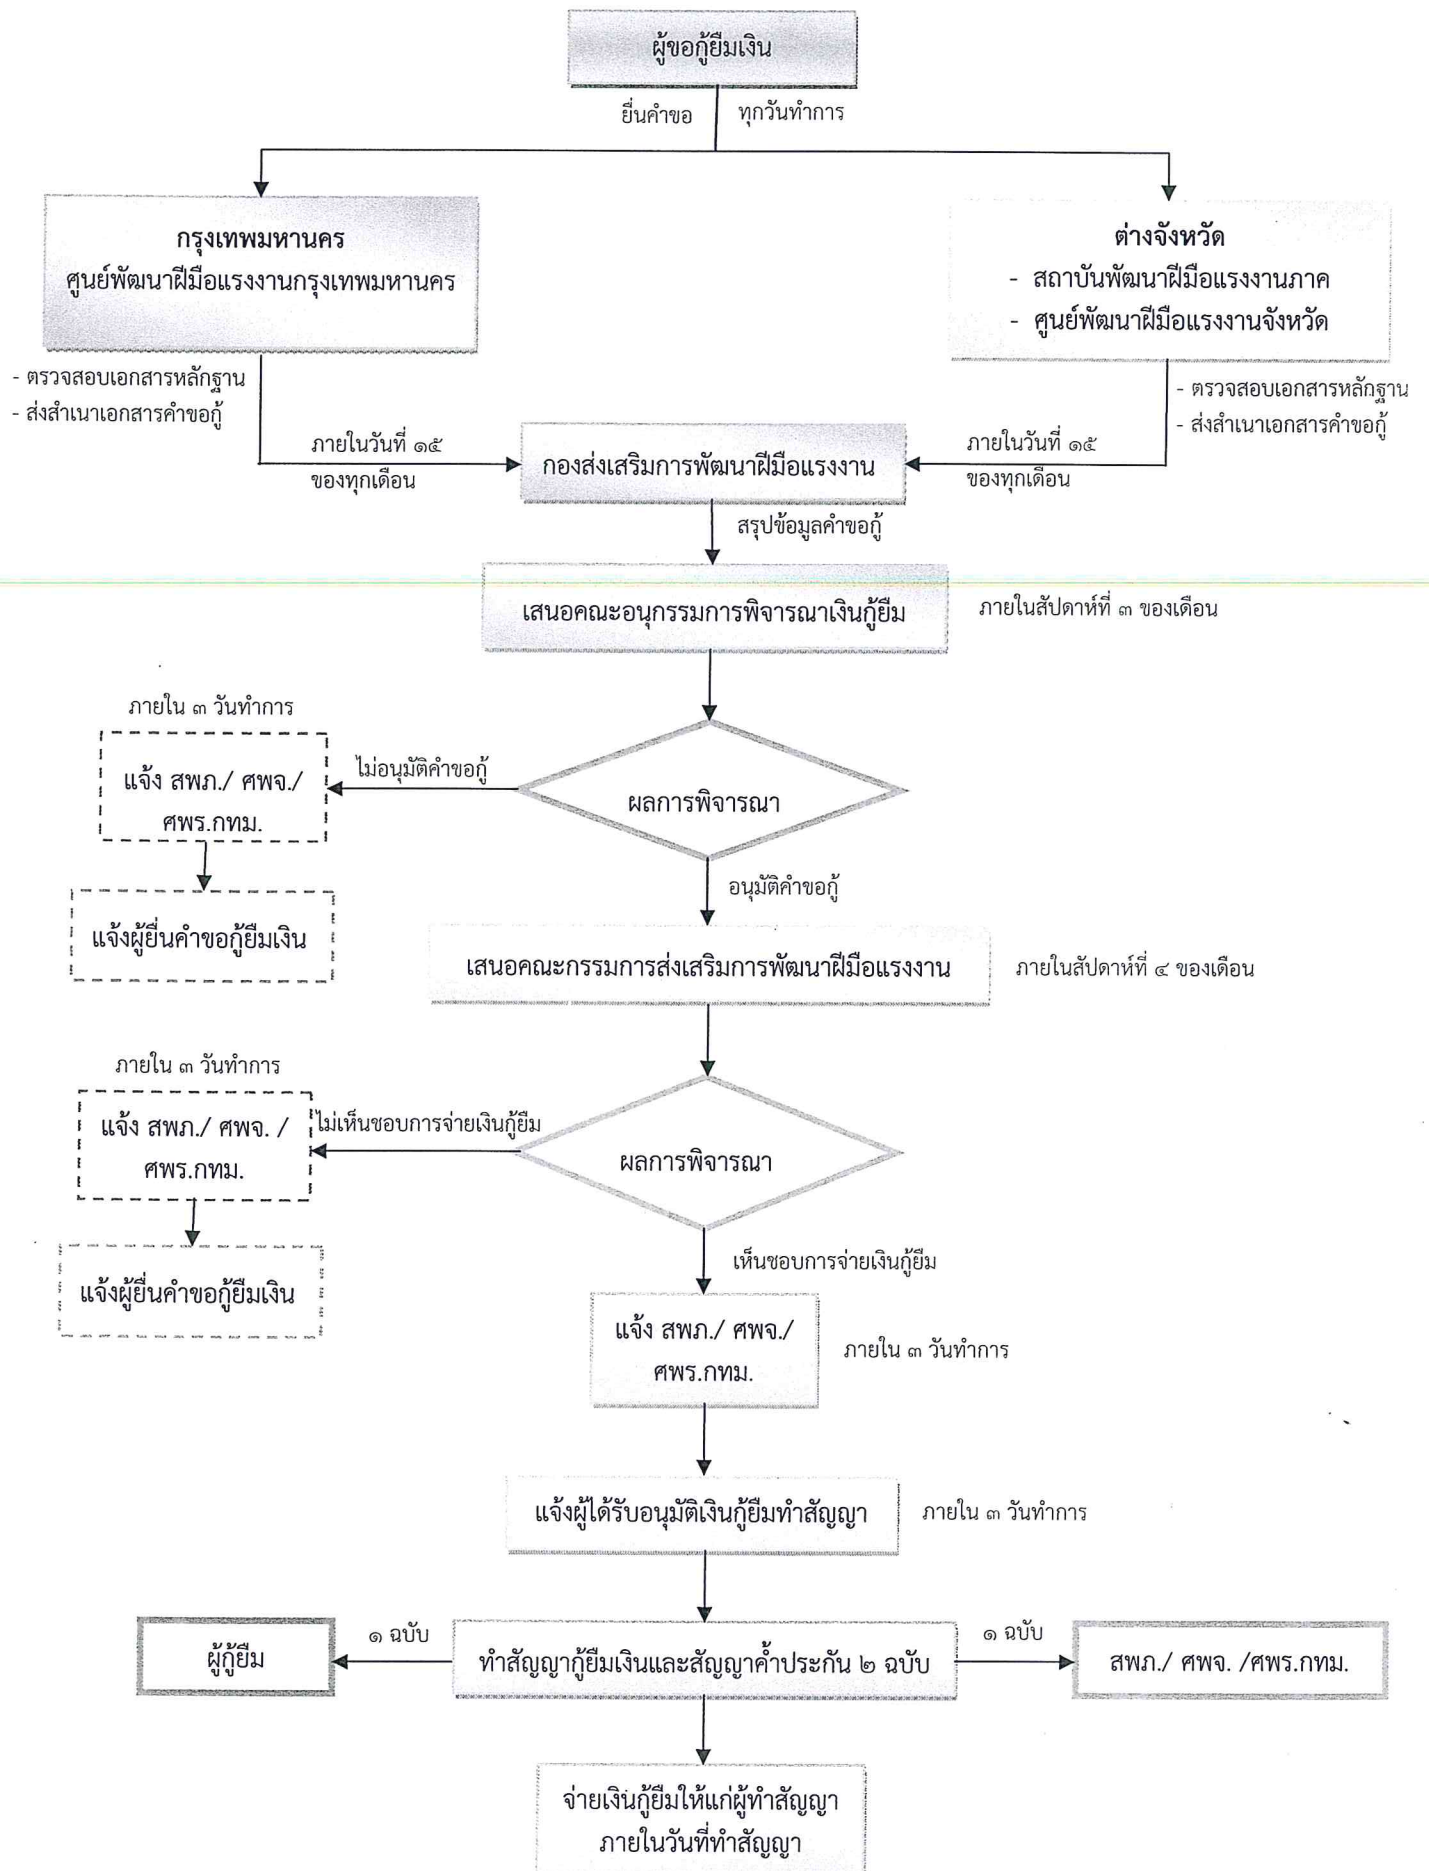 ผู้ขอกู้ยืมเงิน
ยื่นคำขอ
ทุกวันทำการ
กรุงเทพมหานคร
ศูนย์พัฒนาฝีมือแรงงานกรุงเทพมหานคร
ต่างจังหวัด
- สถาบันพัฒนาฝีมือแรงงานภาค
- ศูนย์พัฒนาฝีมือแรงงานจังหวัด
- ตรวจสอบเอกสารหลักฐาน
- ส่งสำเนาเอกสารคำขอกู้
- ตรวจสอบเอกสารหลักฐาน
- ส่งสำเนาเอกสารคำขอกู้
ภายในวันที่ ๑๕
ของทุกเดือน
กองส่งเสริมการพัฒนาฝีมือแรงงาน
ภายในวันที่ ๑๕
ของทุกเดือน
สรุปข้อมูลคำขอกู้
เสนอคณะอนุกรรมการพิจารณาเงินกู้ยืม
ภายในสัปดาห์ที่ ๓ ของเดือน
ภายใน ๓ วันทำการ
แจ้ง สพภ./ ศพจ./
ศพร.กทม.
ไม่อนุมัติคำขอกู้
ผลการพิจารณา
แจ้งผู้ยื่นคำขอกู้ยืมเงิน
อนุมัติคำขอกู้
เสนอคณะกรรมการส่งเสริมการพัฒนาฝีมือแรงงาน
ภายในสัปดาห์ที่ ๔ ของเดือน
ภายใน ๓ วันทำการ
แจ้ง สพภ./ ศพจ. /
ศพร.กทม.
ไม่เห็นชอบการจ่ายเงินกู้ยืม
ผลการพิจารณา
แจ้งผู้ยื่นคำขอกู้ยืมเงิน
เห็นชอบการจ่ายเงินกู้ยืม
แจ้ง สพภ./ ศพจ./
ศพร.กทม.
ภายใน ๓ วันทำการ
แจ้งผู้ได้รับอนุมัติเงินกู้ยืมทำสัญญา
ภายใน ๓ วันทำการ
ผู้กู้ยืม
๑ ฉบับ
ทำสัญญากู้ยืมเงินและสัญญาค้ำประกัน ๒ ฉบับ
๑ ฉบับ
สพภ./ ศพจ. /ศพร.กทม.
จ่ายเงินกู้ยืมให้แก่ผู้ทำสัญญา
ภายในวันที่ทำสัญญา